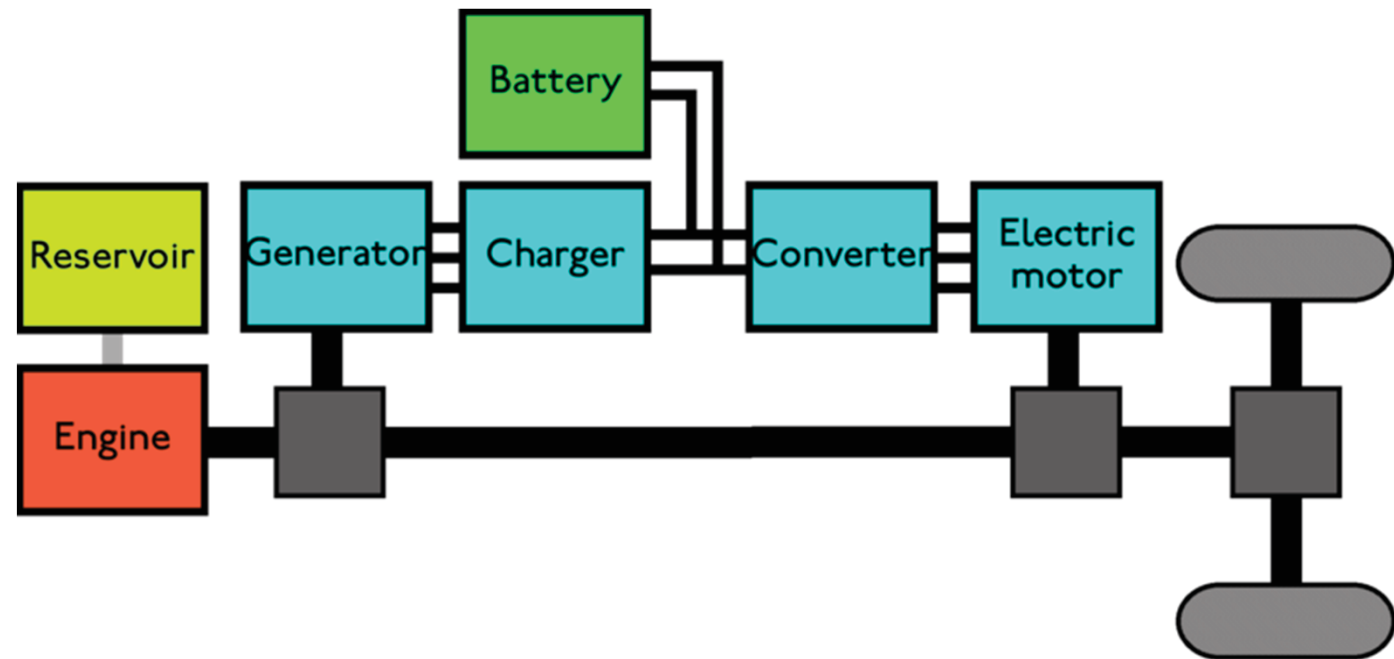 Battery
Reservoir
Generator
Charger
Converter
Electric
motor
Engine